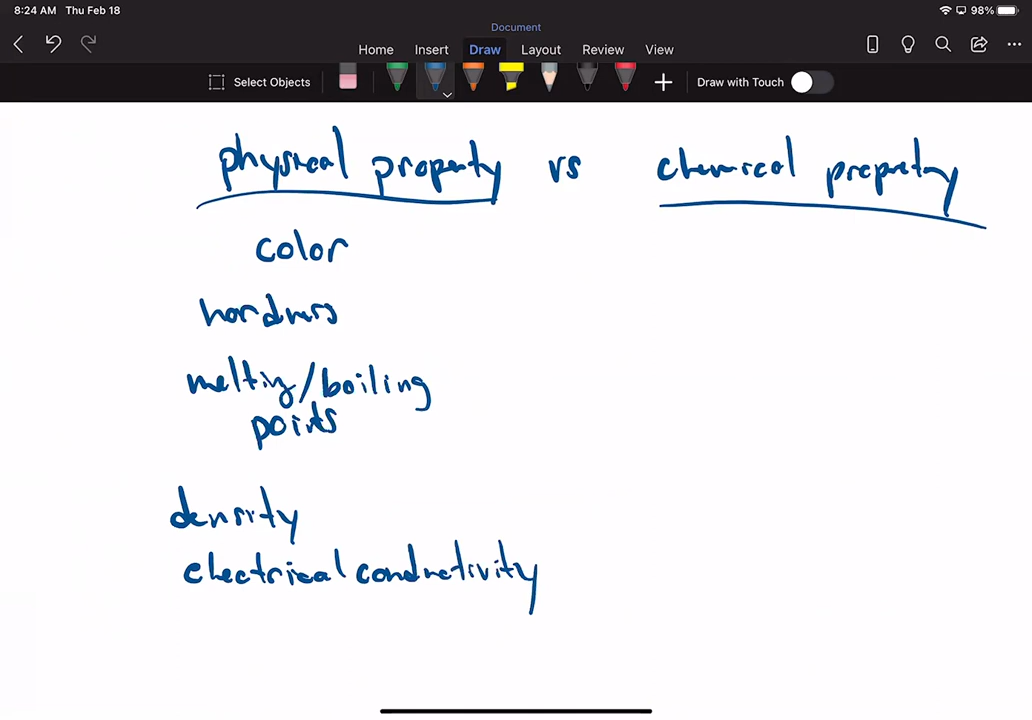 8:24 AM Thu Feb 18
98%
Document
Home Insert Draw Layout Review View
Select Objects
Draw with Touch
physical property vs chemical propretery
color
hardness
melting/boiling
points
density
electrical conductivity